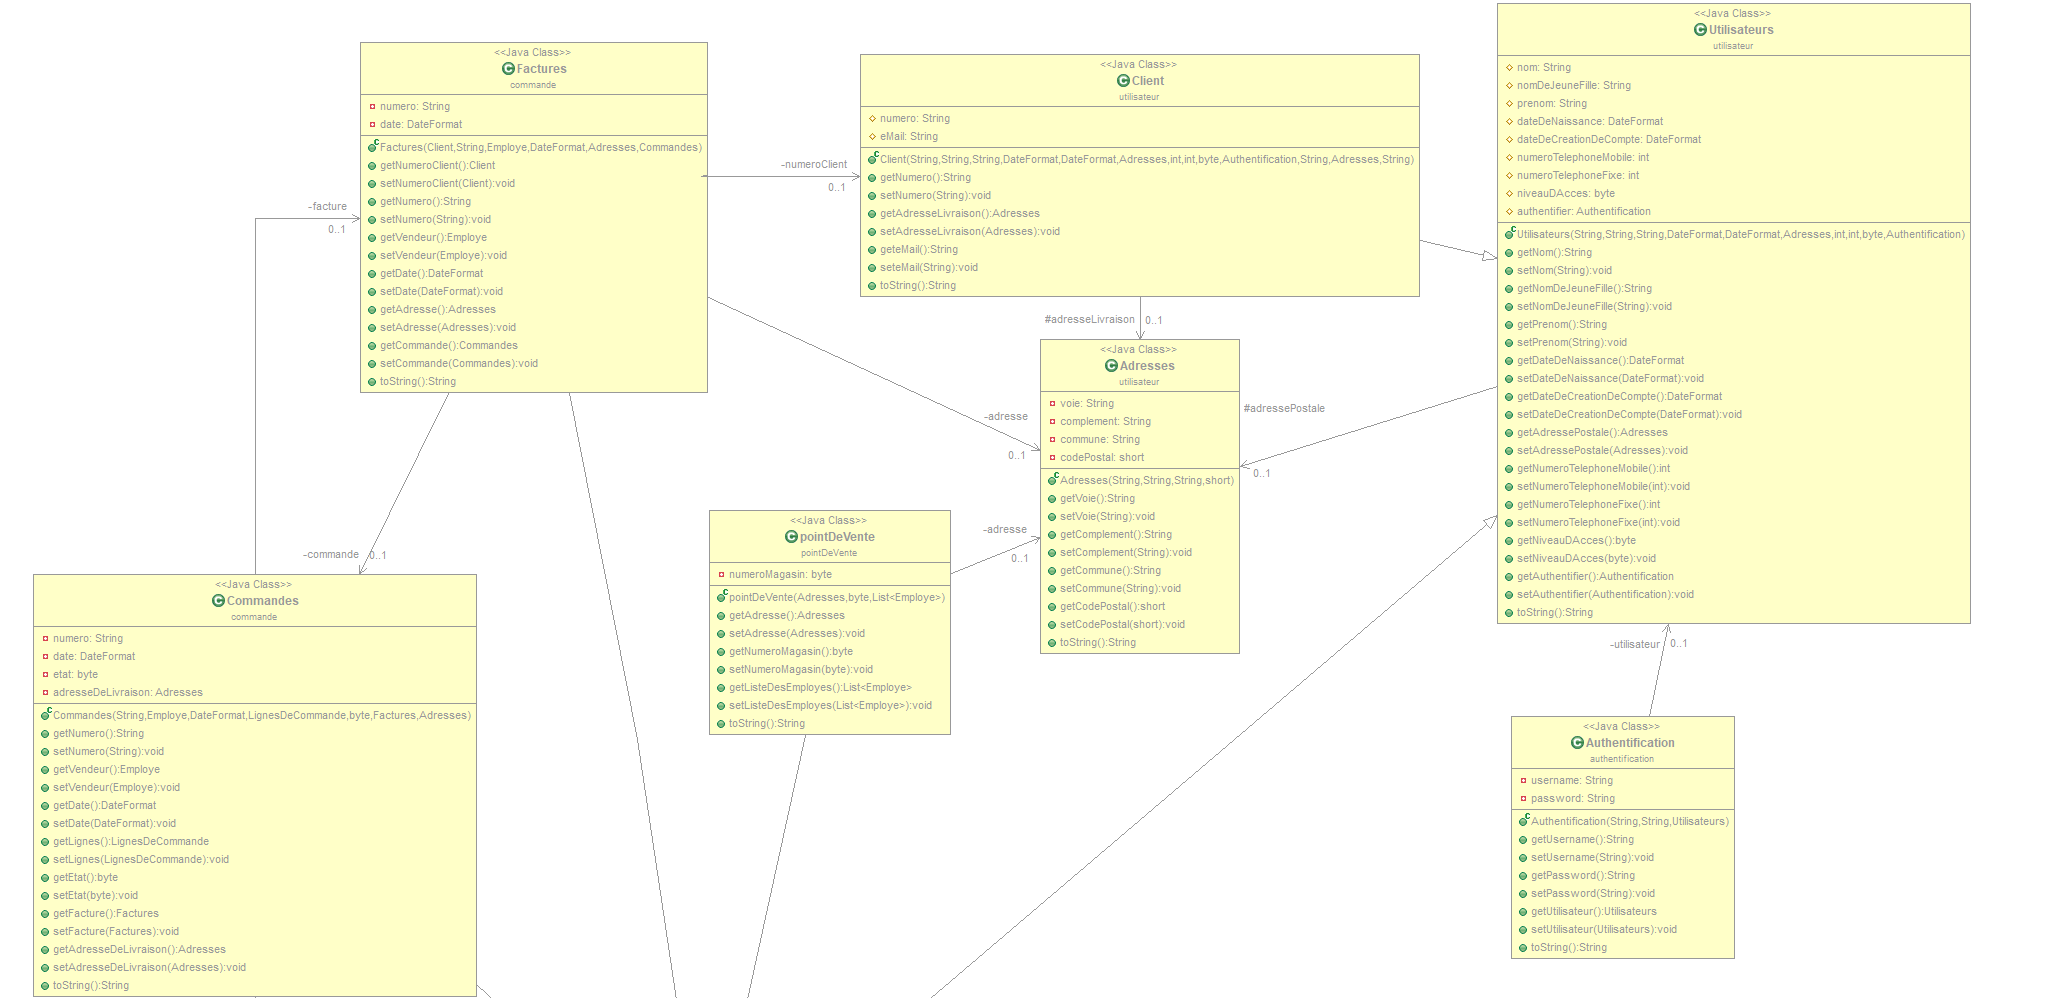 <<Java Class>>
Factures
commande
numero: String
date: DateFormat
Factures(Client,String,Employe,DateFormat,Adresses,Commandes)
getNumeroClient():Client
setNumeroClient(Client):void
getNumero():String
setNumero(String):void
getVendeur():Employe
setVendeur(Employe):void
getDate():DateFormat
setDate(DateFormat):void
getAdresse():Adresses
setAdresse(Adresses):void
getCommande():Commandes
setCommande(Commandes):void
toString():String
-numeroClient
0..1
-facture
0..1
<<Java Class>>
Client
utilisateur
numero: String
eMail: String
Client(String,String,String,DateFormat,DateFormat,Adresses,int,int,byte,Authentification,String,Adresses,String)
getNumero():String
setNumero(String):void
getAdresseLivraison():Adresses
setAdresseLivraison(Adresses):void
geteMail():String
seteMail(String):void
toString():String
#adresseLivraison
0..1
<<Java Class>>
Utilisateurs
utilisateur
nom: String
nomDeJeuneFille: String
prenom: String
dateDeNaissance: DateFormat
dateDeCreationDeCompte: DateFormat
numeroTelephoneMobile: int
numeroTelephoneFixe: int
niveauDAcces: byte
authentifier: Authentification
Utilisateurs(String,String,String,DateFormat,DateFormat,Adresses,int,int,byte,Authentification)
getNom():String
setNom(String):void
getNomDeJeuneFille():String
setNomDeJeuneFille(String):void
getPrenom():String
setPrenom(String):void
getDateDeNaissance():DateFormat
setDateDeNaissance(DateFormat):void
getDateDeCreationDeCompte():DateFormat
setDateDeCreationDeCompte(DateFormat):void
getAdressePostale():Adresses
setAdressePostale(Adresses):void
getNumeroTelephoneMobile():int
setNumeroTelephoneMobile(int):void
getNumeroTelephoneFixe():int
setNumeroTelephoneFixe(int):void
getNiveauDAcces():byte
setNiveauDAcces(byte):void
getAuthentifier():Authentification
setAuthentifier(Authentification):void
toString():String
<<Java Class>>
Adresses
utilisateur
voie: String
complement: String
commune: String
codePostal: short
Adresses(String,String,String,short)
getVoie():String
setVoie(String):void
getComplement():String
setComplement(String):void
getCommune():String
setCommune(String):void
getCodePostal():short
setCodePostal(short):void
toString():String
-adresse
0..1
#adressePostale
0..1
-adresse
0..1
<<Java Class>>
pointDeVente
pointDeVente
numeroMagasin: byte
pointDeVente(Adresses,byte,List<Employe>)
getAdresse():Adresses
setAdresse(Adresses):void
getNumeroMagasin():byte
setNumeroMagasin(byte):void
getListeDesEmployes():List<Employe>
setListeDesEmployes(List<Employe>):void
toString():String
-commande
0..1
<<Java Class>>
Commandes
commande
numero: String
date: DateFormat
etat: byte
adresseDeLivraison: Adresses
Commandes(String,Employe,DateFormat,LignesDeCommande,byte,Factures,Adresses)
getNumero():String
setNumero(String):void
getVendeur():Employe
setVendeur(Employe):void
getDate():DateFormat
setDate(DateFormat):void
getLignes():LignesDeCommande
setLignes(LignesDeCommande):void
getEtat():byte
setEtat(byte):void
getFacture():Factures
setFacture(Factures):void
getAdresseDeLivraison():Adresses
setAdresseDeLivraison(Adresses):void
toString():String
-utilisateur
0..1
<<Java Class>>
Authentification
authentification
username: String
password: String
Authentification(String,String,Utilisateurs)
getUsername():String
setUsername(String):void
getPassword():String
setPassword(String):void
getUtilisateur():Utilisateurs
setUtilisateur(Utilisateurs):void
toString():String